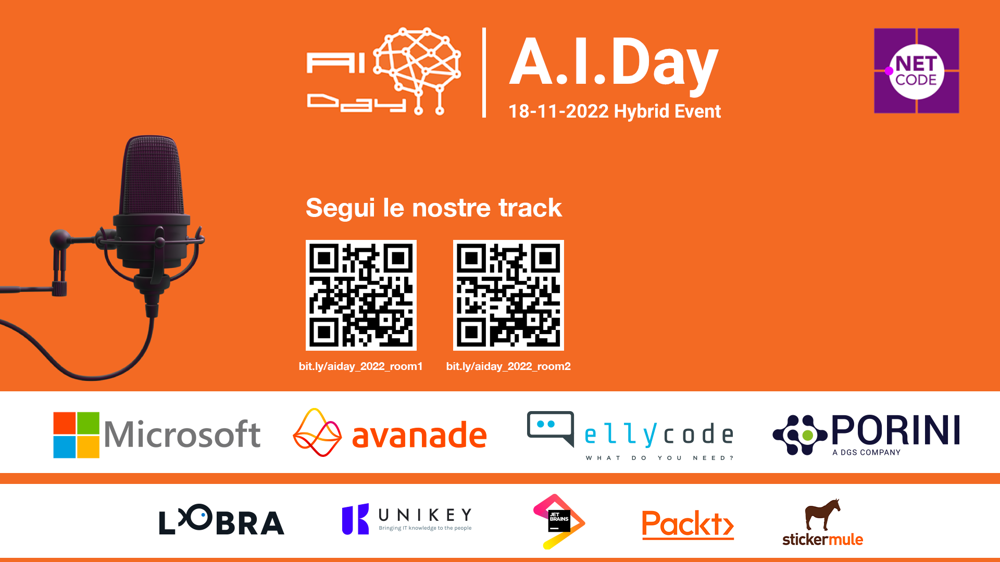 AI
Day
A.I.Day
18-11-2022 Hybrid Event
NET
CODE
Segui le nostre track
bit.ly/aiday_2022_room1
bit.ly/aiday_2022_room2
Microsoft
avanade
ellycode
WHAT DO YOU NEED?
PORINI
A DGS COMPANY
LOBRA
UNIKEY
Bringing IT knowledge to the people
JET
BRAINS
Packt>
stickermule